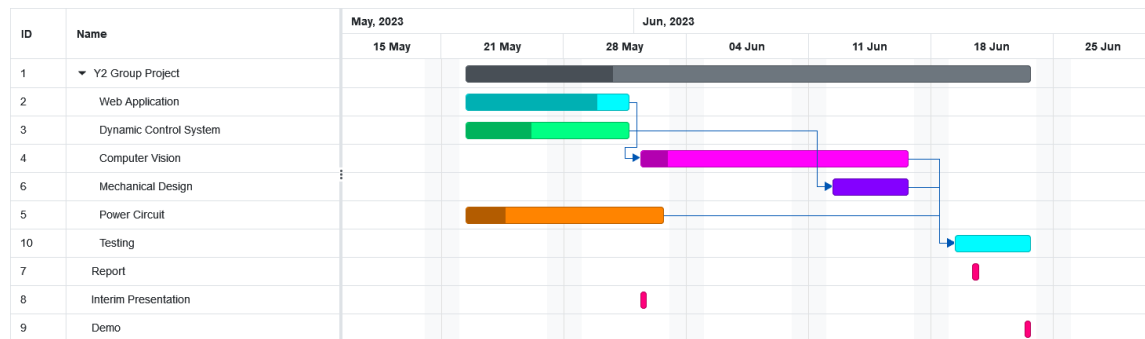 ID Name May, 2023 Jun, 2023
15 May 21 May 28 May 04 Jun 11 Jun 18 Jun 25 Jun
1 Y2 Group Project
2 Web Application
3 Dynamic Control System
4 Computer Vision
6 Mechanical Design
5 Power Circuit
10 Testing
7 Report
8 Interim Presentation
9 Demo